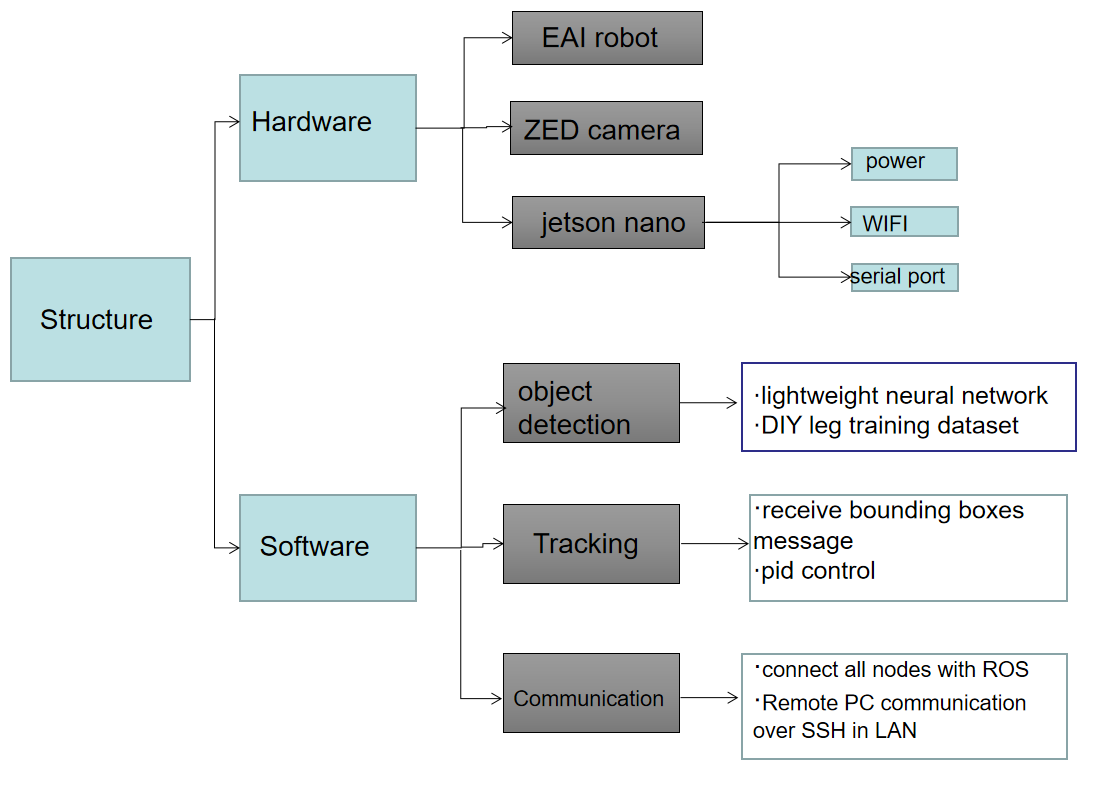 Structure
Hardware
EAI robot
ZED camera
jetson nano
power
WIFI
serial port
Software
object
detection
·lightweight neural network
·DIY leg training dataset
Tracking
·receive bounding boxes
message
·pid control
Communication
·connect all nodes with ROS
·Remote PC communication
over SSH in LAN